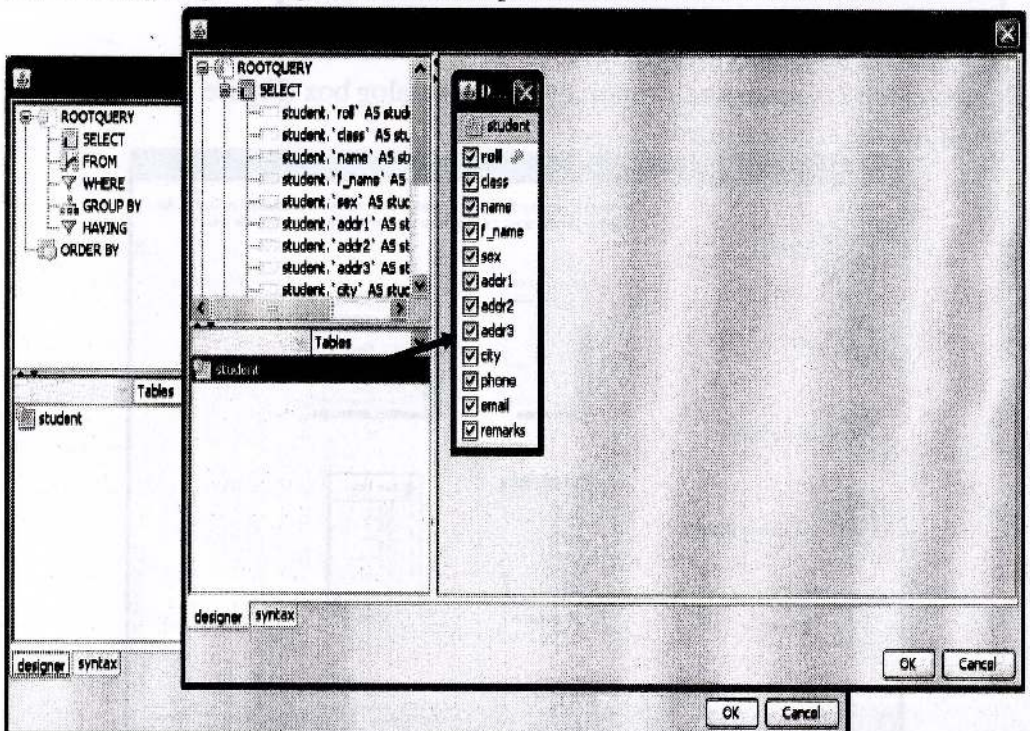 log box
ROOTQUERY
SELECT
FROM
WHERE
GROUP BY
HAVING
ORDER BY
Tables
student
designer syntax
OK Cancel
ROOTQUERY
SELECT
student.`roll` AS stude
student.`class` AS stu
student.`name` AS st
student.`f_name` AS
student.`sex` AS stuc
student.`addr1` AS st
student.`addr2` AS st
student.`addr3` AS st
student.`city` AS stuc
Tables
student
designer syntax
D...
student
roll
class
name
f_name
sex
addr1
addr2
addr3
city
phone
email
remarks
OK Cancel